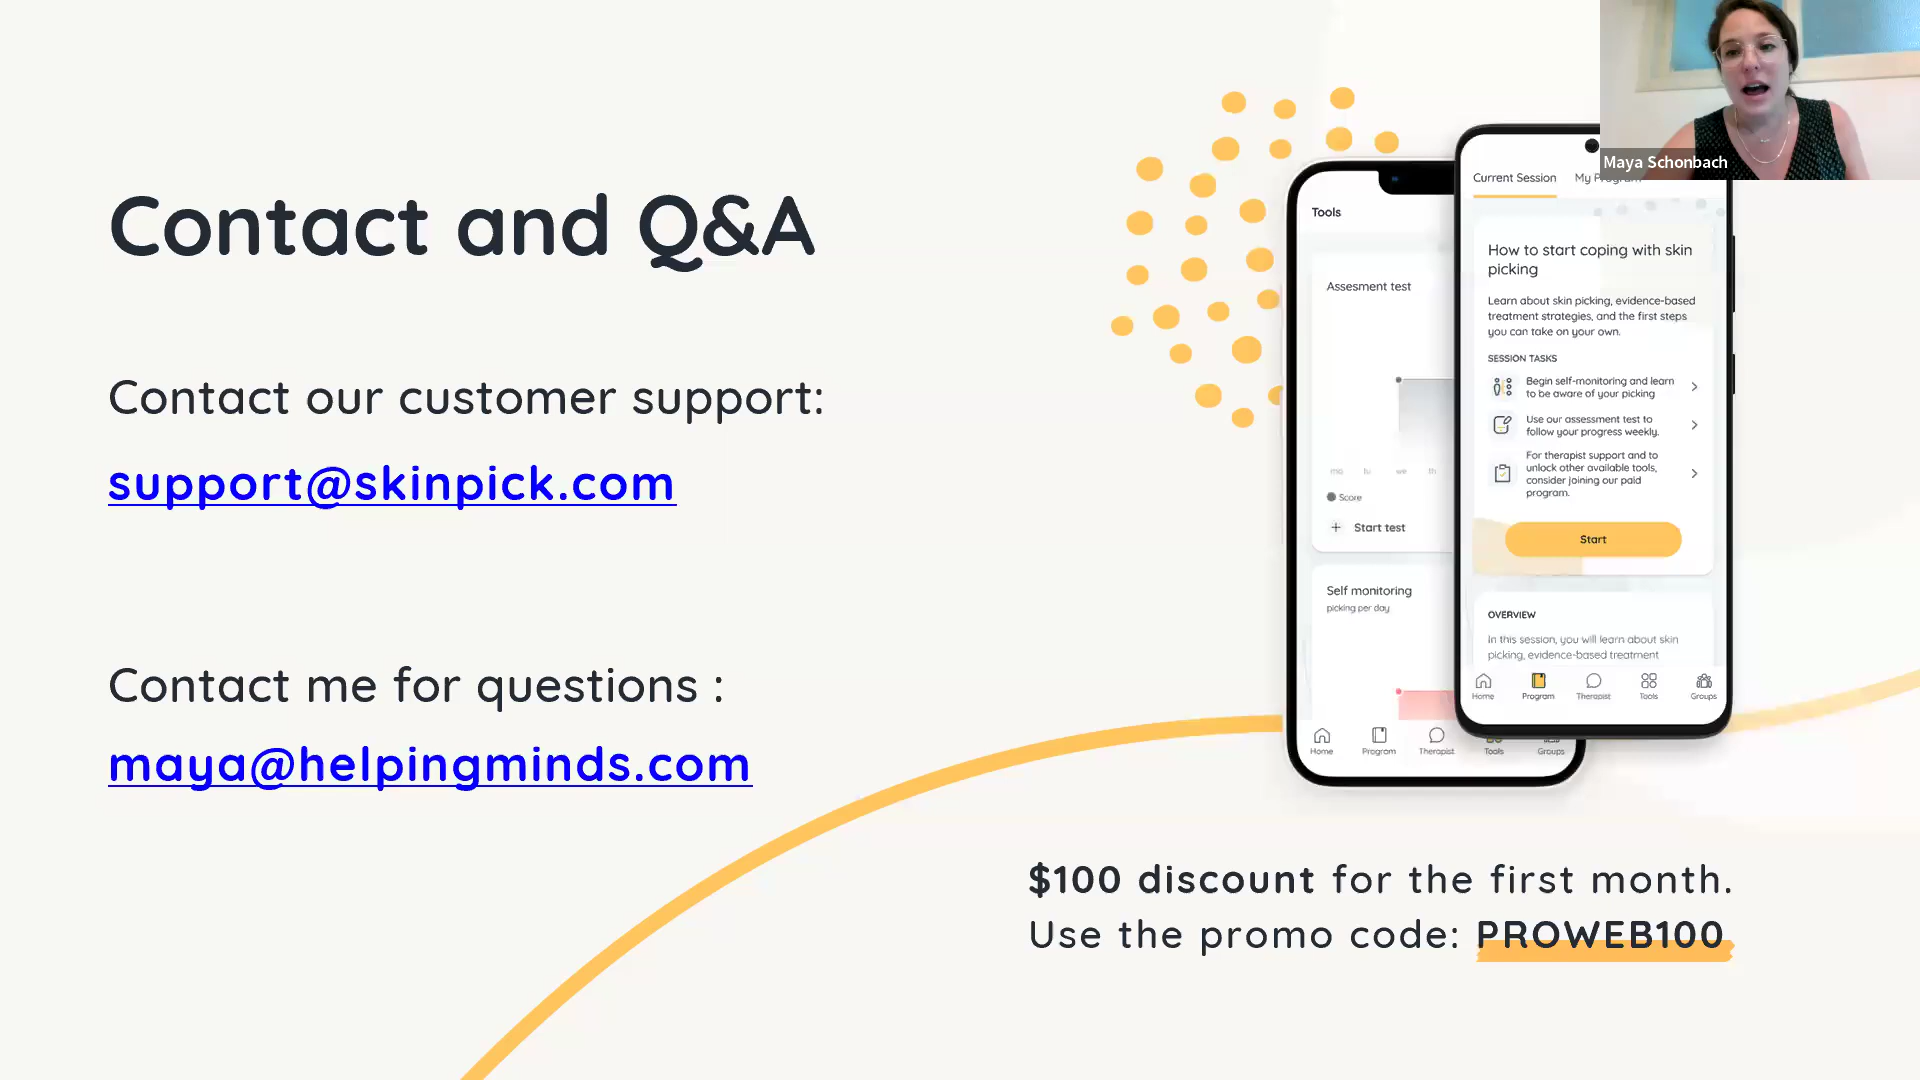 Contact and Q&A
Contact our customer support:
support@skinpick.com
Contact me for questions :
maya@helpingminds.com
Tools
Assesment test
mo tu we th
Score
+ Start test
Self monitoring
picking per day
Home Program Therapist Tools Groups
Current Session My Program
How to start coping with skin
picking
Learn about skin picking, evidence-based
treatment strategies, and the first steps
you can take on your own.
SESSION TASKS
Begin self-monitoring and learn
to be aware of your picking
Use our assessment test to
follow your progress weekly.
For therapist support and to
unlock other available tools,
consider joining our paid
program.
Start
OVERVIEW
In this session, you will learn about skin
picking, evidence-based treatment
Home Program Therapist Tools Groups
Maya Schonbach
$100 discount for the first month.
Use the promo code: PROWEB100